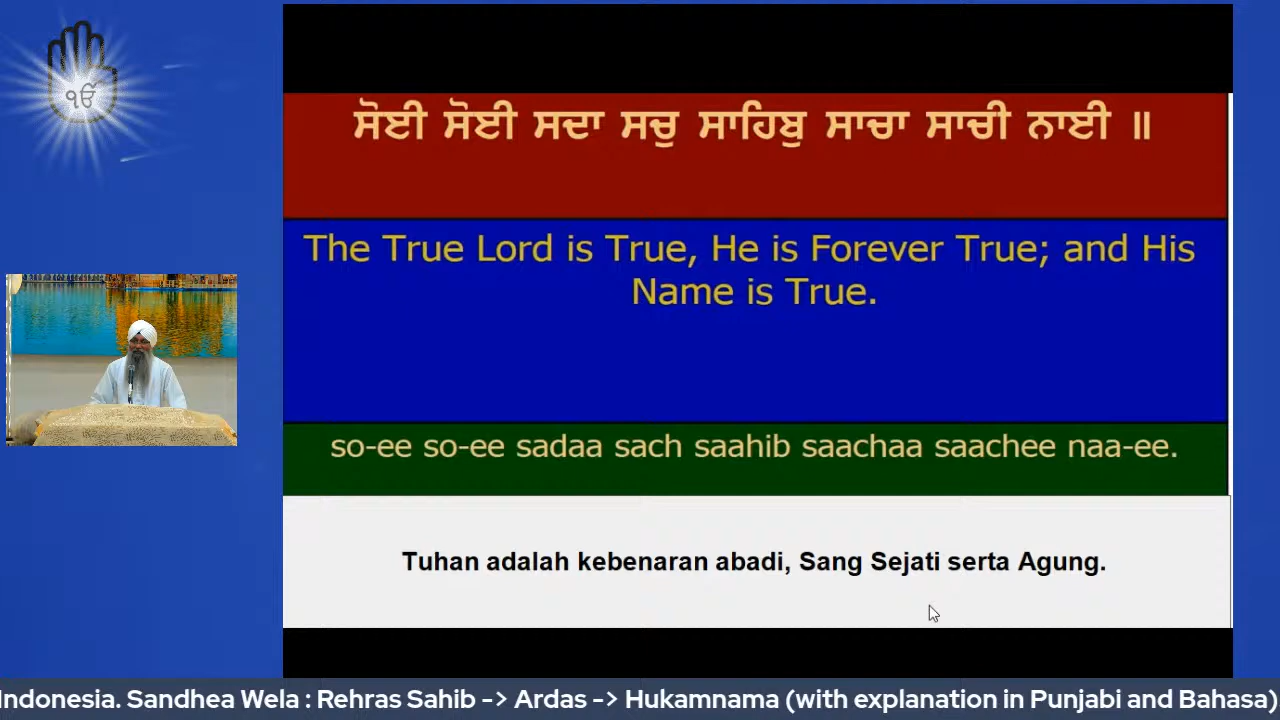 ੴ
ਸੋਈ ਸੋਈ ਸਦਾ ਸਚੁ ਸਾਹਿਬੁ ਸਾਚਾ ਸਾਚੀ ਨਾਈ ॥
The True Lord is True, He is Forever True; and His
Name is True.
so-ee so-ee sadaa sach saahib saachaa saachee naa-ee.
Tuhan adalah kebenaran abadi, Sang Sejati serta Agung.
Indonesia. Sandhea Wela : Rehras Sahib -> Ardas -> Hukamnama (with explanation in Punjabi and Bahasa)